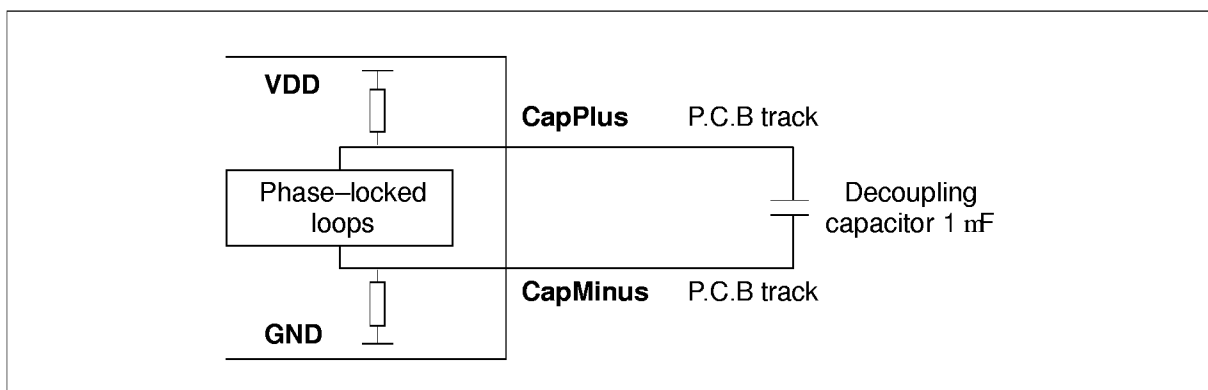 VDD
CapPlus P.C.B track
Phase–locked
loops
Decoupling
capacitor 1 mF
CapMinus P.C.B track
GND